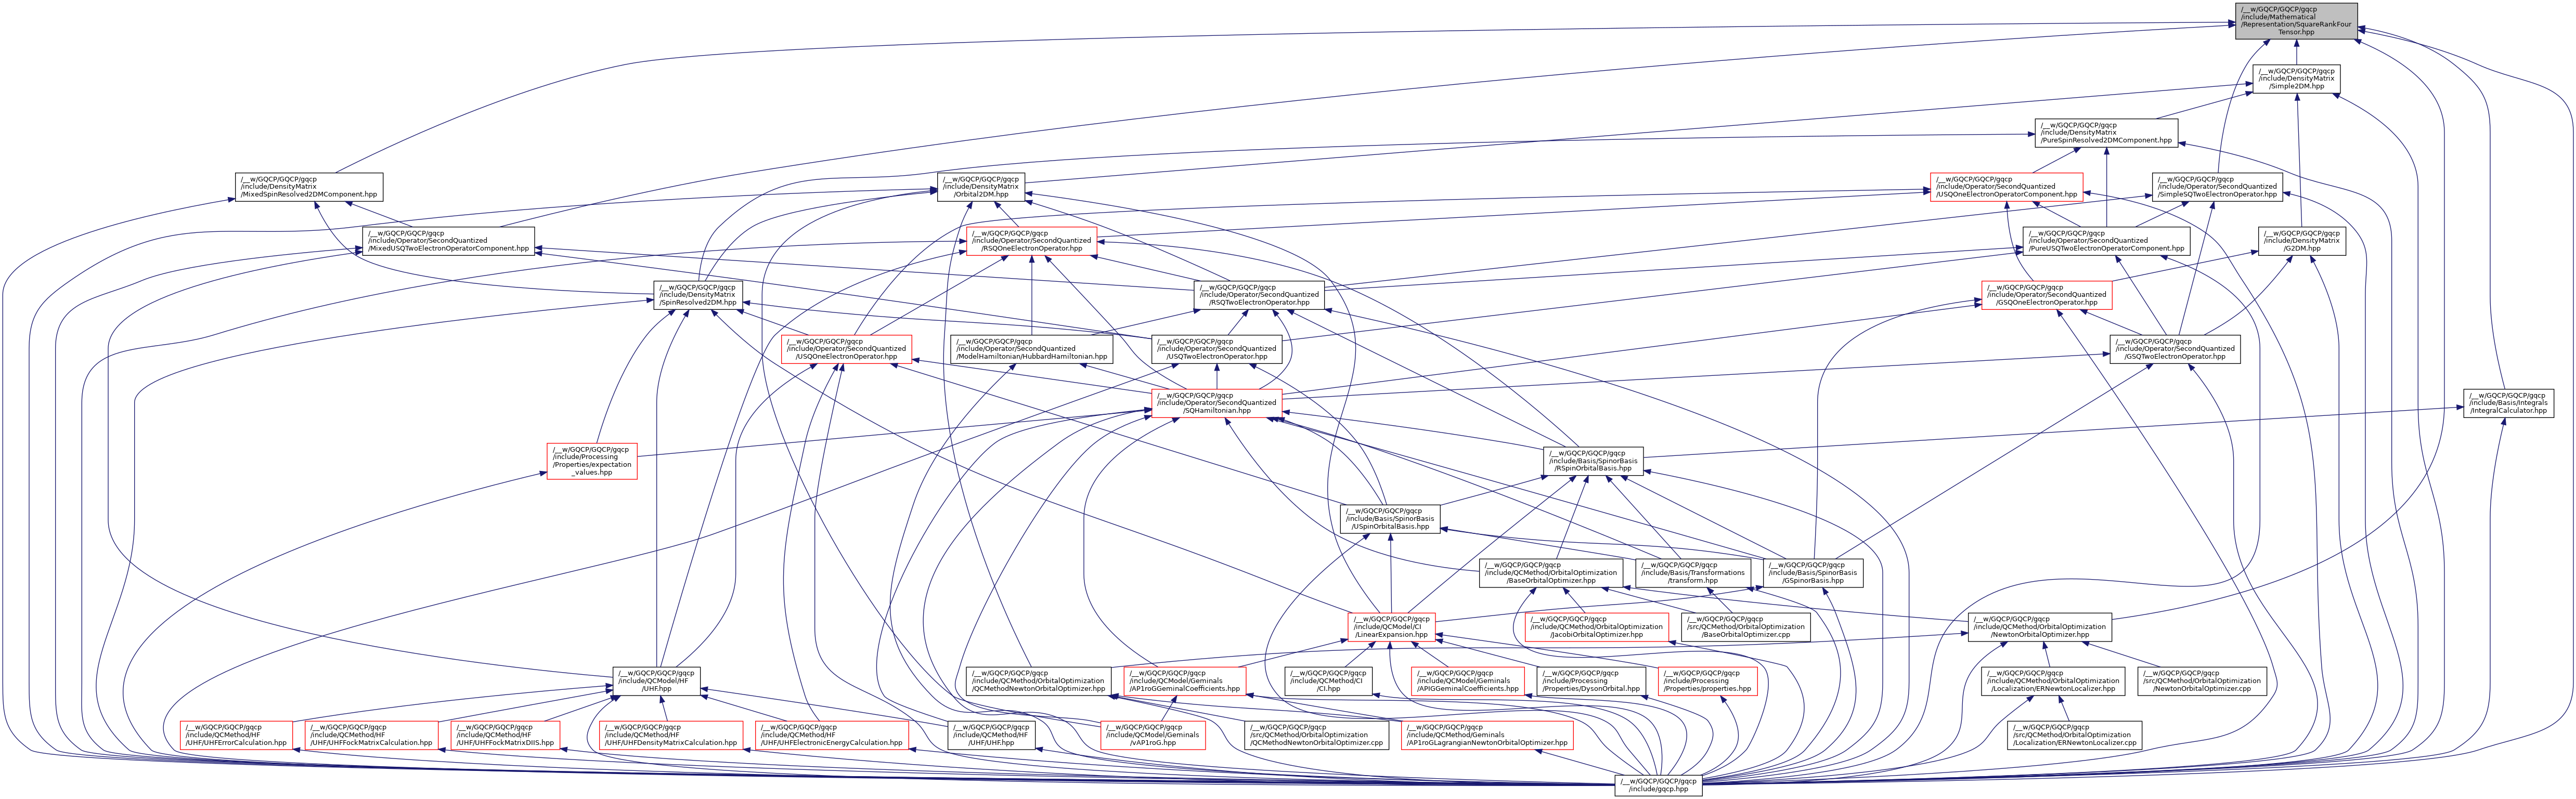 /__w/GQCP/GQCP/gqcp
/include/Mathematical
/Representation/SquareRankFour
Tensor.hpp
/__w/GQCP/GQCP/gqcp
/include/DensityMatrix
/Simple2DM.hpp
/__w/GQCP/GQCP/gqcp
/include/DensityMatrix
/PureSpinResolved2DMComponent.hpp
/__w/GQCP/GQCP/gqcp
/include/DensityMatrix
/MixedSpinResolved2DMComponent.hpp
/__w/GQCP/GQCP/gqcp
/include/DensityMatrix
/Orbital2DM.hpp
/__w/GQCP/GQCP/gqcp
/include/Operator/SecondQuantized
/USQOneElectronOperatorComponent.hpp
/__w/GQCP/GQCP/gqcp
/include/Operator/SecondQuantized
/SimpleSQTwoElectronOperator.hpp
/__w/GQCP/GQCP/gqcp
/include/Operator/SecondQuantized
/MixedUSQTwoElectronOperatorComponent.hpp
/__w/GQCP/GQCP/gqcp
/include/Operator/SecondQuantized
/RSQOneElectronOperator.hpp
/__w/GQCP/GQCP/gqcp
/include/Operator/SecondQuantized
/PureUSQTwoElectronOperatorComponent.hpp
/__w/GQCP/GQCP/gqcp
/include/DensityMatrix
/G2DM.hpp
/__w/GQCP/GQCP/gqcp
/include/DensityMatrix
/SpinResolved2DM.hpp
/__w/GQCP/GQCP/gqcp
/include/Operator/SecondQuantized
/RSQTwoElectronOperator.hpp
/__w/GQCP/GQCP/gqcp
/include/Operator/SecondQuantized
/GSQOneElectronOperator.hpp
/__w/GQCP/GQCP/gqcp
/include/Operator/SecondQuantized
/USQOneElectronOperator.hpp
/__w/GQCP/GQCP/gqcp
/include/Operator/SecondQuantized
/ModelHamiltonian/HubbardHamiltonian.hpp
/__w/GQCP/GQCP/gqcp
/include/Operator/SecondQuantized
/USQTwoElectronOperator.hpp
/__w/GQCP/GQCP/gqcp
/include/Operator/SecondQuantized
/GSQTwoElectronOperator.hpp
/__w/GQCP/GQCP/gqcp
/include/Operator/SecondQuantized
/SQHamiltonian.hpp
/__w/GQCP/GQCP/gqcp
/include/Basis/Integrals
/IntegralCalculator.hpp
/__w/GQCP/GQCP/gqcp
/include/Processing
/Properties/expectation
_values.hpp
/__w/GQCP/GQCP/gqcp
/include/Basis/SpinorBasis
/RSpinOrbitalBasis.hpp
/__w/GQCP/GQCP/gqcp
/include/Basis/SpinorBasis
/USpinOrbitalBasis.hpp
/__w/GQCP/GQCP/gqcp
/include/QCMethod/OrbitalOptimization
/BaseOrbitalOptimizer.hpp
/__w/GQCP/GQCP/gqcp
/include/Basis/Transformations
/transform.hpp
/__w/GQCP/GQCP/gqcp
/include/Basis/SpinorBasis
/GSpinorBasis.hpp
/__w/GQCP/GQCP/gqcp
/include/QCModel/CI
/LinearExpansion.hpp
/__w/GQCP/GQCP/gqcp
/include/QCMethod/OrbitalOptimization
/JacobiOrbitalOptimizer.hpp
/__w/GQCP/GQCP/gqcp
/src/QCMethod/OrbitalOptimization
/BaseOrbitalOptimizer.cpp
/__w/GQCP/GQCP/gqcp
/include/QCMethod/OrbitalOptimization
/NewtonOrbitalOptimizer.hpp
/__w/GQCP/GQCP/gqcp
/include/QCModel/HF
/UHF.hpp
/__w/GQCP/GQCP/gqcp
/include/QCMethod/OrbitalOptimization
/QCMethodNewtonOrbitalOptimizer.hpp
/__w/GQCP/GQCP/gqcp
/include/QCModel/Geminals
/AP1roGGeminalCoefficients.hpp
/__w/GQCP/GQCP/gqcp
/include/QCMethod/CI
/CI.hpp
/__w/GQCP/GQCP/gqcp
/include/QCModel/Geminals
/APIGGeminalCoefficients.hpp
/__w/GQCP/GQCP/gqcp
/include/Processing
/Properties/DysonOrbital.hpp
/__w/GQCP/GQCP/gqcp
/include/Processing
/Properties/properties.hpp
/__w/GQCP/GQCP/gqcp
/include/QCMethod/OrbitalOptimization
/Localization/ERNewtonLocalizer.hpp
/__w/GQCP/GQCP/gqcp
/src/QCMethod/OrbitalOptimization
/NewtonOrbitalOptimizer.cpp
/__w/GQCP/GQCP/gqcp
/include/QCMethod/HF
/UHF/UHFErrorCalculation.hpp
/__w/GQCP/GQCP/gqcp
/include/QCMethod/HF
/UHF/UHFFockMatrixCalculation.hpp
/__w/GQCP/GQCP/gqcp
/include/QCMethod/HF
/UHF/UHFFockMatrixDIIS.hpp
/__w/GQCP/GQCP/gqcp
/include/QCMethod/HF
/UHF/UHFDensityMatrixCalculation.hpp
/__w/GQCP/GQCP/gqcp
/include/QCMethod/HF
/UHF/UHFElectronicEnergyCalculation.hpp
/__w/GQCP/GQCP/gqcp
/include/QCMethod/HF
/UHF/UHF.hpp
/__w/GQCP/GQCP/gqcp
/include/QCModel/Geminals
/vAP1roG.hpp
/__w/GQCP/GQCP/gqcp
/src/QCMethod/OrbitalOptimization
/QCMethodNewtonOrbitalOptimizer.cpp
/__w/GQCP/GQCP/gqcp
/include/QCMethod/Geminals
/AP1roGLagrangianNewtonOrbitalOptimizer.hpp
/__w/GQCP/GQCP/gqcp
/src/QCMethod/OrbitalOptimization
/Localization/ERNewtonLocalizer.cpp
/__w/GQCP/GQCP/gqcp
/include/gqcp.hpp